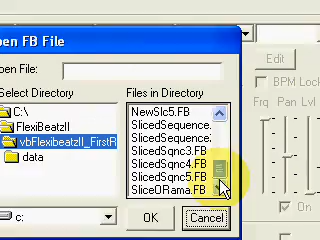 pen FB File
pen File:
Select Directory
Files in Directory
C:\
FlexiBeatzII
vbFlexibeatzII_FirstR
data
NewSlc5.FB
SlicedSequence.
SlicedSequence.
SlicedSqnc3.FB
SlicedSqnc4.FB
SlicedSqnc5.FB
SliceORama.FB
c:
OK
Cancel
Edit
BPM Lock
Frq Pan Lvl
On